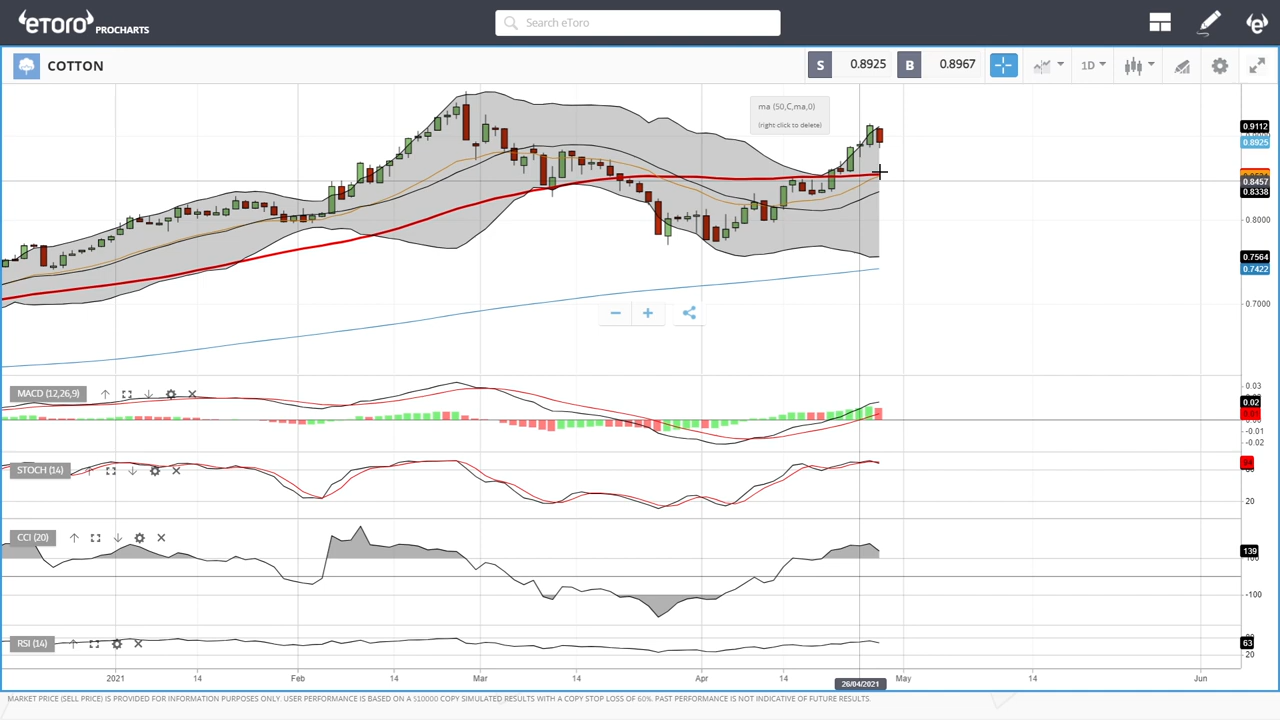 eToro PROCHARTS
Search eToro
COTTON
S 0.8925 B 0.8967
1D
ma (50,C,ma,0)
(right click to delete)
0.9112
0.8925
0.8457
0.8338
0.8000
0.7564
0.7422
0.7000
MACD (12,26,9)
0.03
0.02
0.01
-0.01
-0.02
STOCH (14)
20
CCI (20)
139
-100
RSI (14)
63
20
2021 14 Feb 14 Mar 14 Apr 14 26/04/2021 May 14 Jun
MARKET PRICE (SELL PRICE) IS PROVIDED FOR INFORMATION PURPOSES ONLY. USER PERFORMANCE IS BASED ON A $10000 COPY SIMULATED RESULTS WITH A COPY STOP LOSS OF 60%. PAST PERFORMANCE IS NOT INDICATIVE OF FUTURE RESULTS.